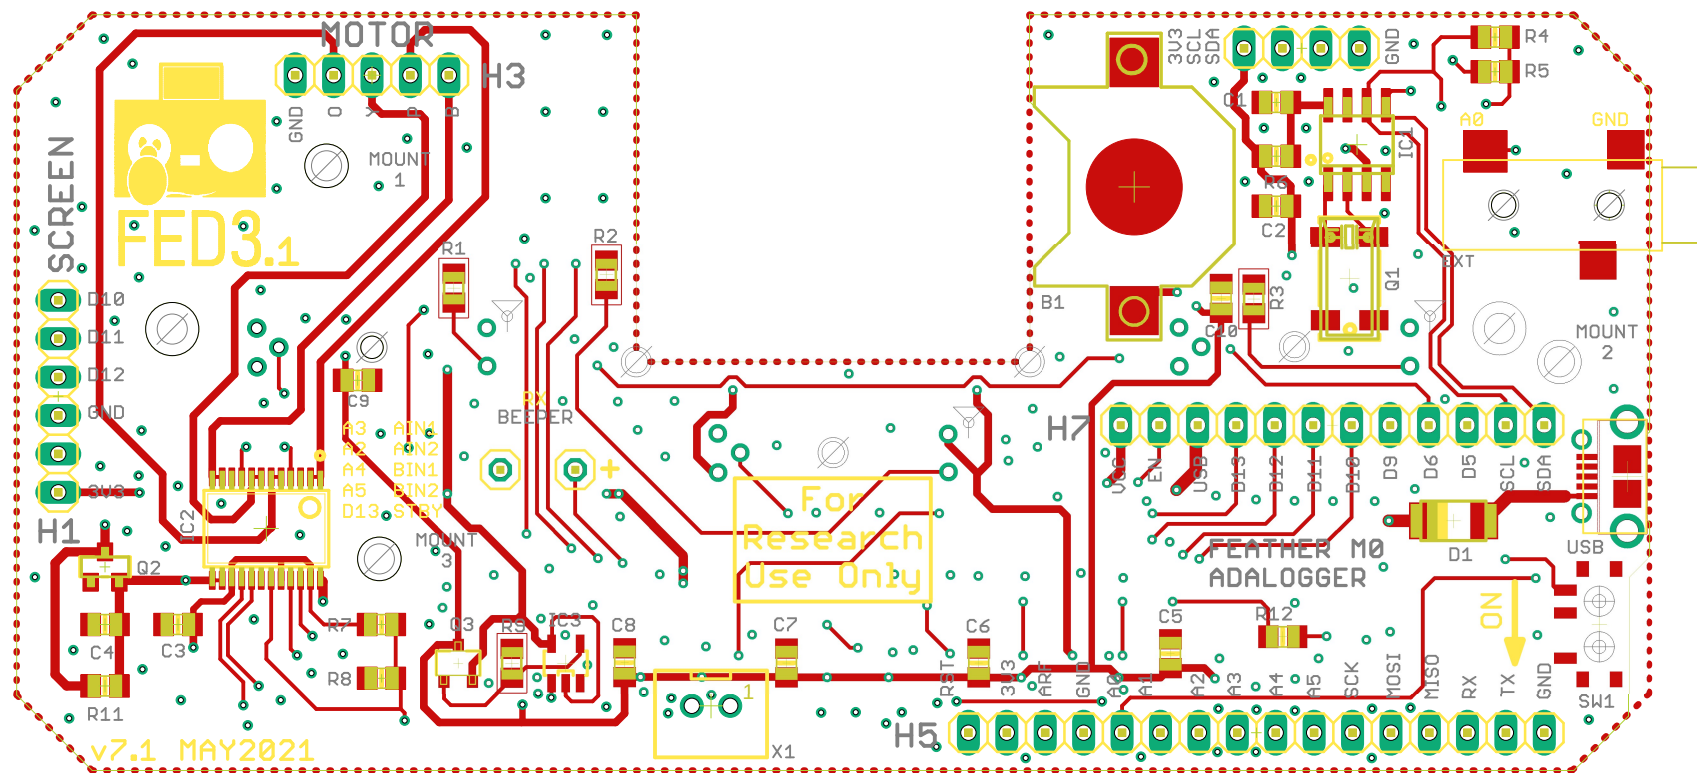 MOTOR
H3
GND
O
Y
P
B
MOUNT
1
SCREEN
FED3.1
D10
D11
D12
GND
3V3
H1
R1
R2
C9
RX
BEEPER
+
A3 AIN1
A2 AIN2
A4 BIN1
A5 BIN2
D13 STBY
IC2
MOUNT
3
Q2
C4
C3
R11
R7
R8
Q3
R9
IC3
C8
C7
C6
C5
For
Research
Use Only
X1
1
v7.1 MAY2021
3V3
SCL
SDA
GND
R4
R5
C1
R6
C2
IC1
A0
GND
EXT
B1
C10
R3
Q1
MOUNT
2
H7
VCC
EN
USB
D13
D12
D11
D10
D9
D6
D5
SCL
SDA
FEATHER M0
ADALOGGER
D1
USB
R12
ON
SW1
H5
RST
3V3
ARF
GND
A0
A1
A2
A3
A4
A5
SCK
MOSI
MISO
RX
TX
GND